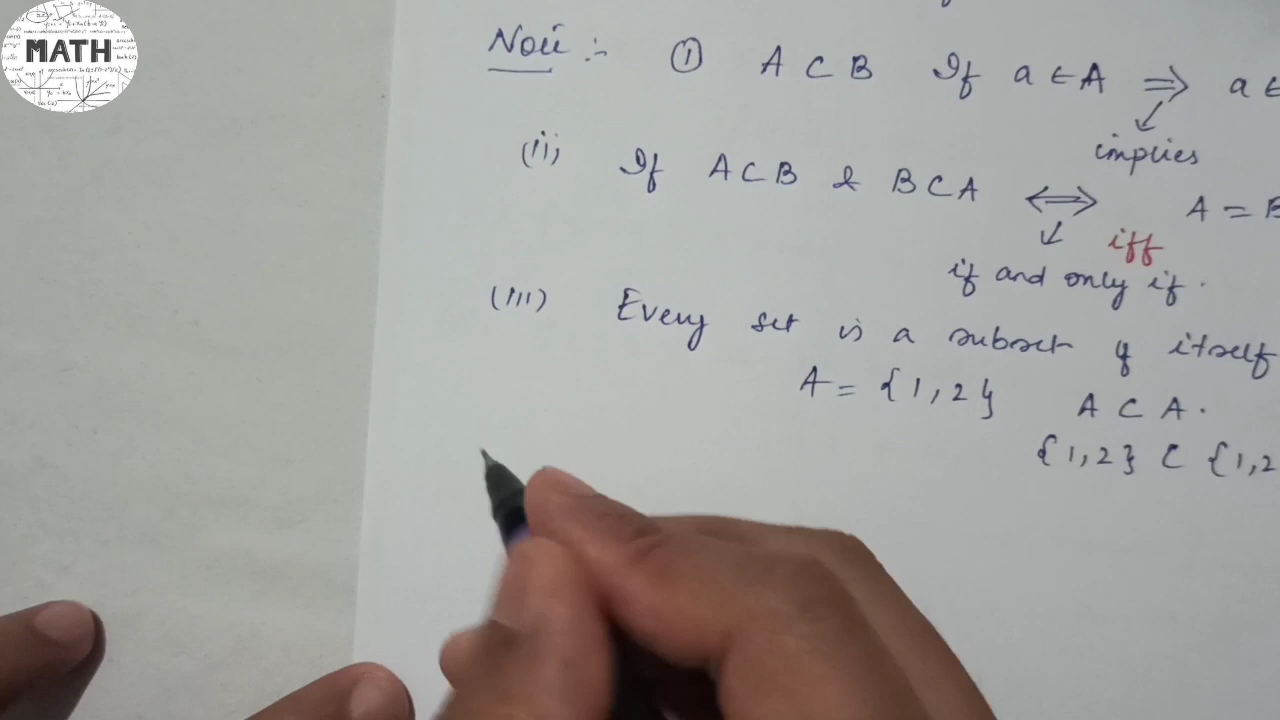 MATH
Note :- ① A ⊂ B If a ∈ A ⇒ a ∈
implies
(ii) If A ⊂ B & B ⊂ A ⟺ A = B
iff
if and only if.
(iii) Every set is a subset of itself
A = {1, 2} A ⊂ A.
{1, 2} ⊂ {1, 2